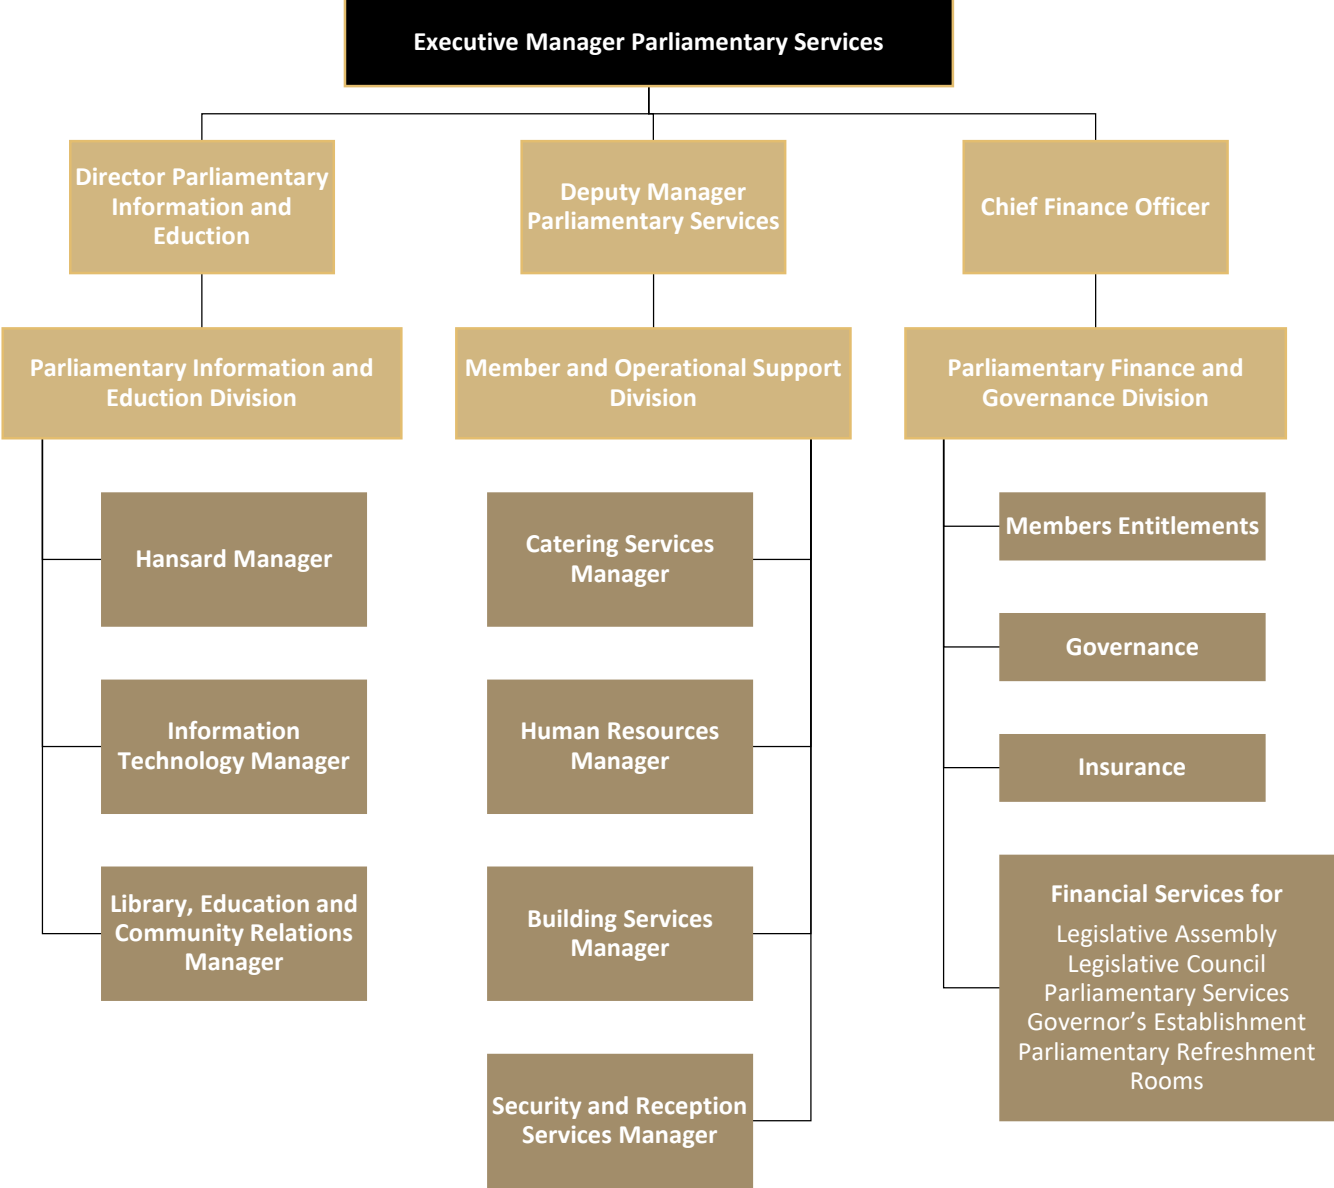 Executive Manager Parliamentary Services
Director Parliamentary
Information and
Eduction
Deputy Manager
Parliamentary Services
Chief Finance Officer
Parliamentary Information and
Eduction Division
Member and Operational Support
Division
Parliamentary Finance and
Governance Division
Hansard Manager
Information
Technology Manager
Library, Education and
Community Relations
Manager
Catering Services
Manager
Human Resources
Manager
Building Services
Manager
Security and Reception
Services Manager
Members Entitlements
Governance
Insurance
Financial Services for
Legislative Assembly
Legislative Council
Parliamentary Services
Governor’s Establishment
Parliamentary Refreshment
Rooms